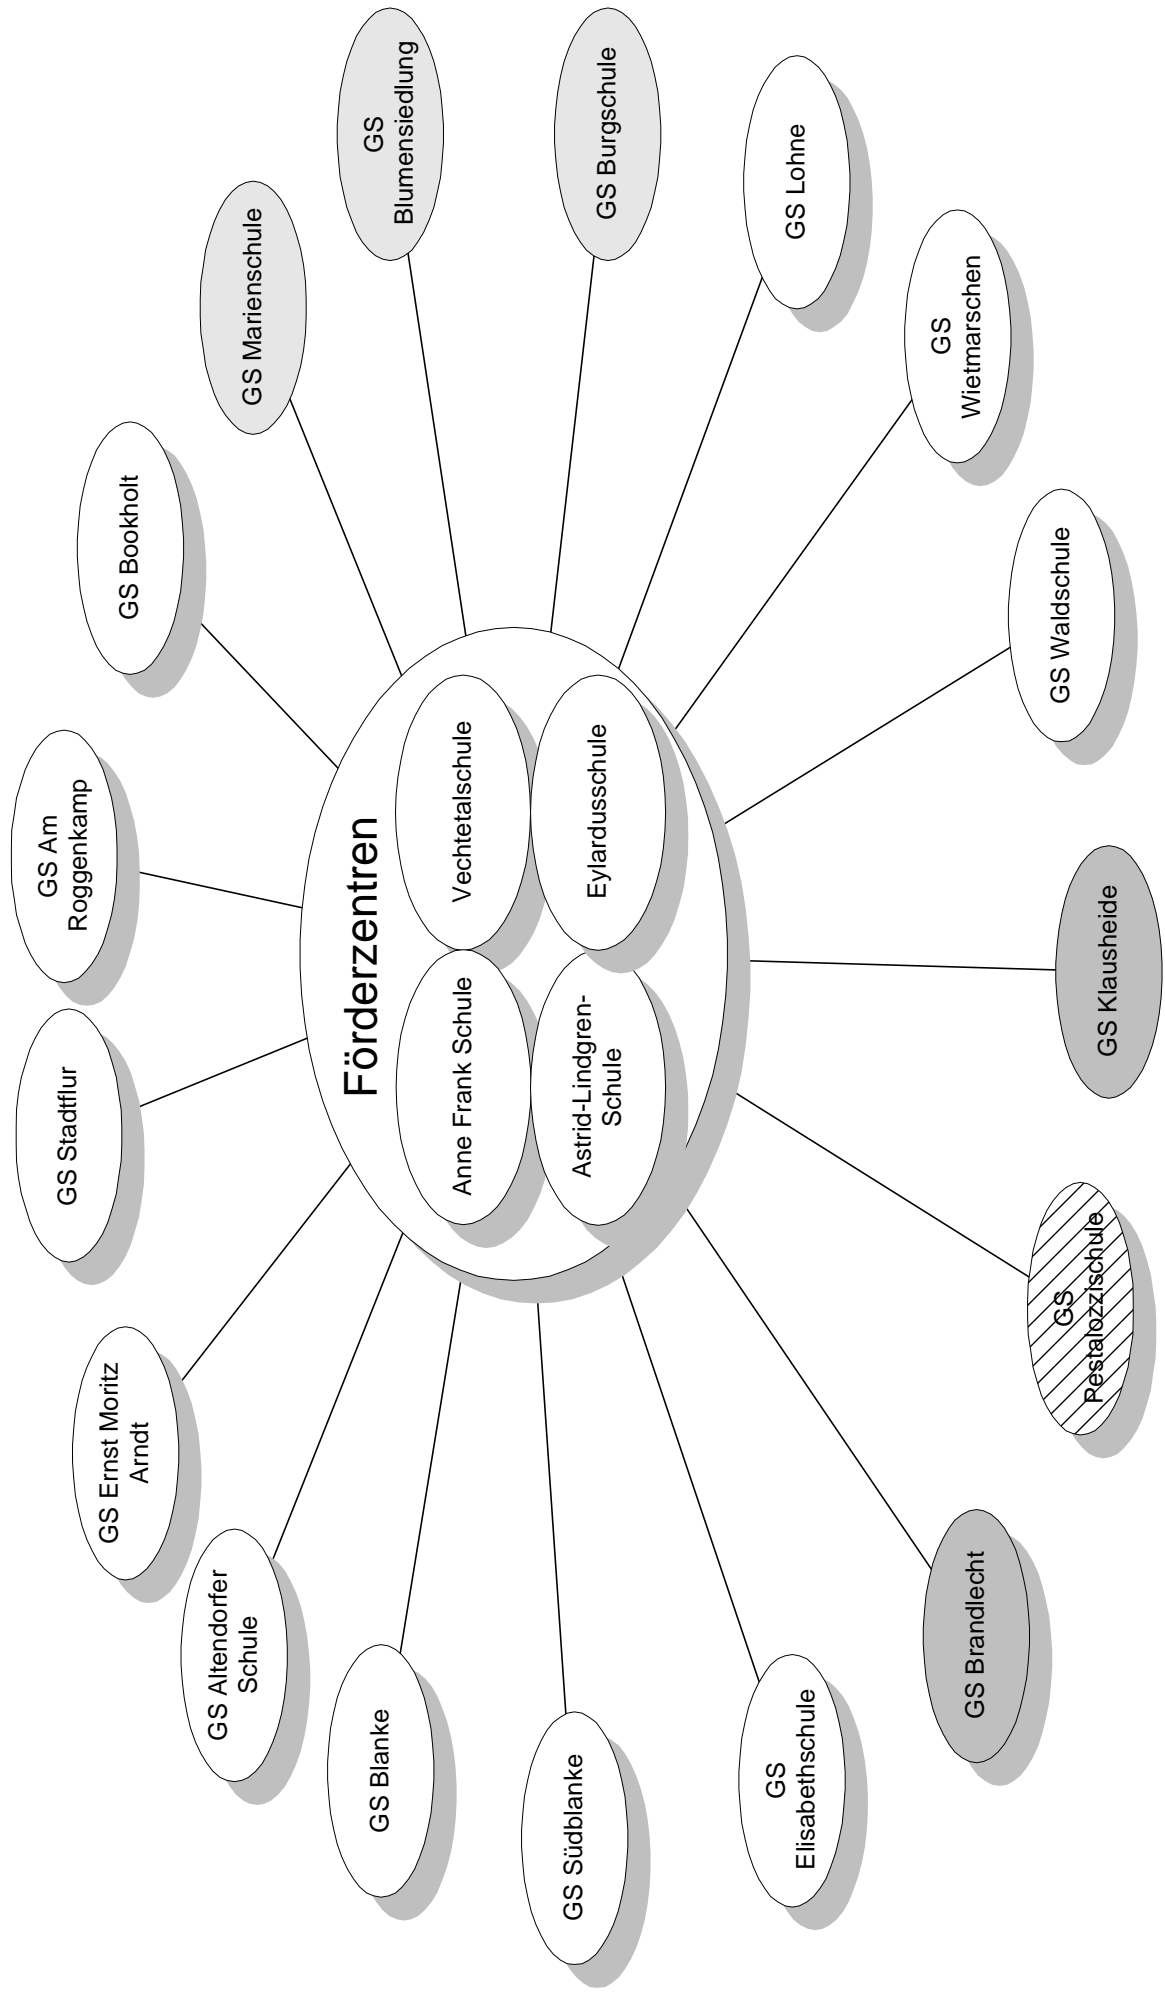 GS Am
Roggenkamp
GS Stadtflur
GS Bookholt
GS Ernst Moritz
Arndt
GS Marienschule
GS Altendorfer
Schule
Förderzentren
GS
Blumensiedlung
GS Blanke
Anne Frank Schule
Vechtetalschule
Astrid-Lindgren-
Schule
Eylardusschule
GS Südblanke
GS Burgschule
GS
Elisabethschule
GS Lohne
GS Brandlecht
GS
Wietmarschen
GS
Pestalozzischule
GS Waldschule
GS Klausheide